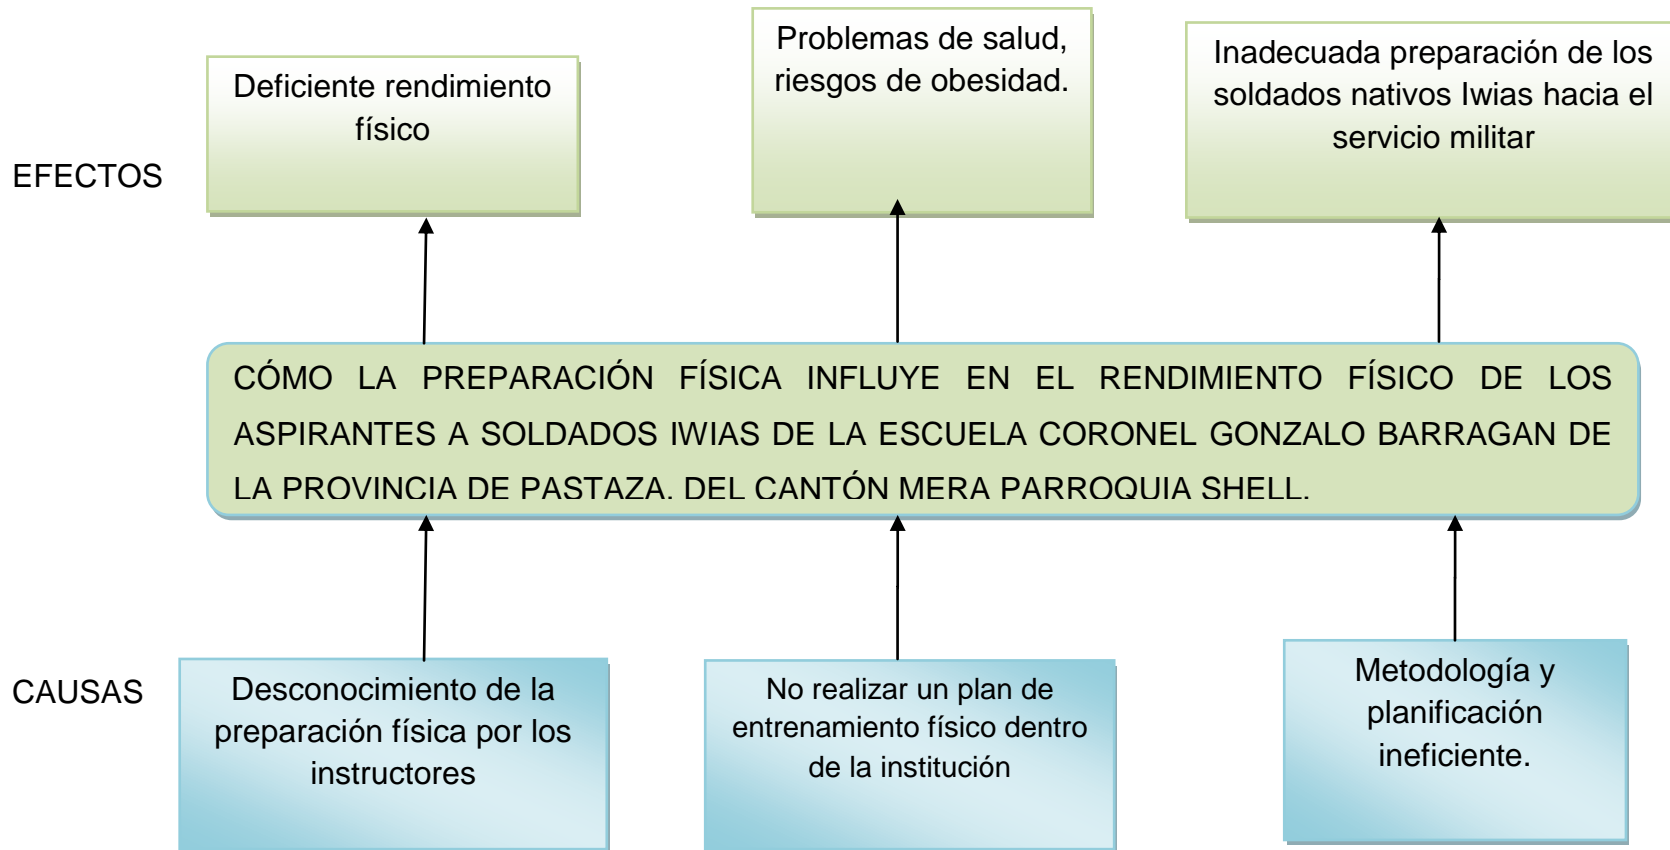 Deficiente rendimiento
físico
Problemas de salud,
riesgos de obesidad.
Inadecuada preparación de los
soldados nativos Iwias hacia el
servicio militar
EFECTOS
CÓMO LA PREPARACIÓN FÍSICA INFLUYE EN EL RENDIMIENTO FÍSICO DE LOS
ASPIRANTES A SOLDADOS IWIAS DE LA ESCUELA CORONEL GONZALO BARRAGAN DE
LA PROVINCIA DE PASTAZA. DEL CANTÓN MERA PARROQUIA SHELL.
CAUSAS
Desconocimiento de la
preparación física por los
instructores
No realizar un plan de
entrenamiento físico dentro
de la institución
Metodología y
planificación
ineficiente.